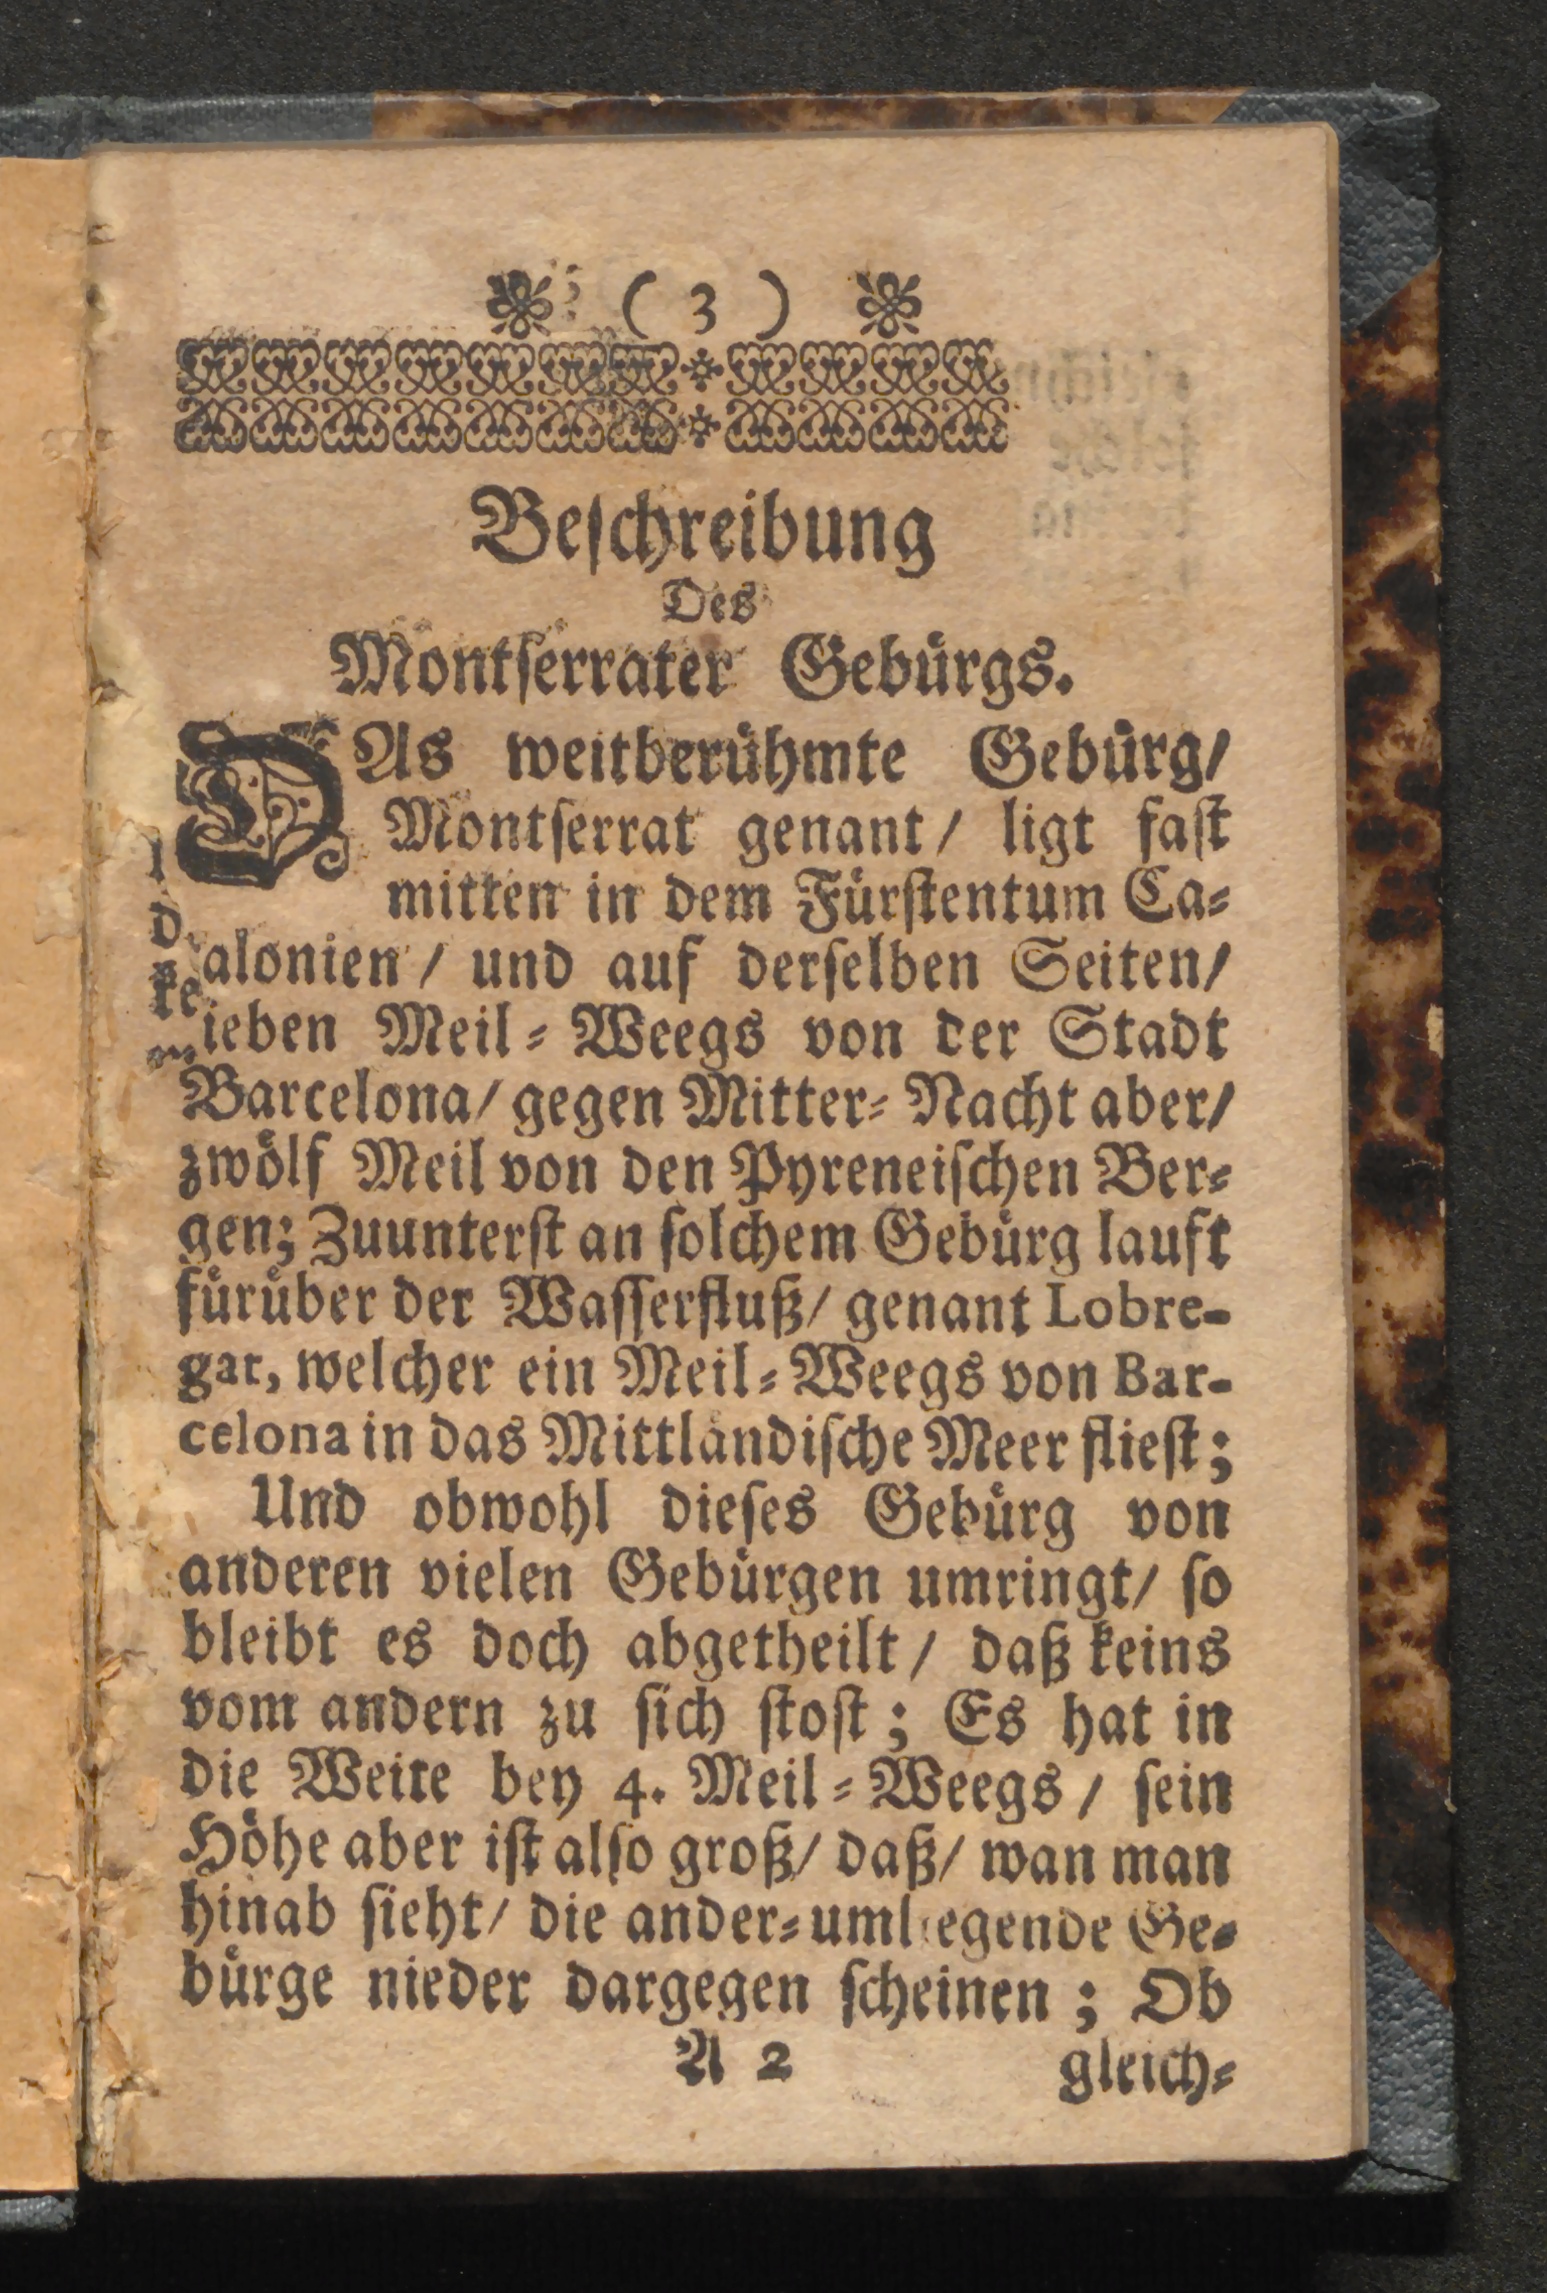 ( 3 )
Beschreibung
Des
Montserrater Gebürgs.
DAs weitberühmte Gebürg/
Montserrat genant/ ligt fast
mitten in dem Fürstentum Ca-
alonien/ und auf derselben Seiten/
ieben Meil-Weegs von der Stadt
Barcelona/ gegen Mitter-Nacht aber/
zwölf Meil von den Pyreneischen Ber-
gen; Zuunterst an solchem Gebürg lauft
fürüber der Wasserfluß/ genant Lobre-
gat, welcher ein Meil-Weegs von Bar-
celona in das Mittländische Meer fliest;
Und obwohl dieses Gebürg von
anderen vielen Gebürgen umringt/ so
bleibt es doch abgetheilt/ daß keins
vom andern zu sich stost; Es hat in
die Weite bey 4. Meil-Weegs/ sein
Höhe aber ist also groß/ daß/ wan man
hinab sieht/ die ander-umliegende Ge-
bürge nieder dargegen scheinen; Ob
A 2 gleich-